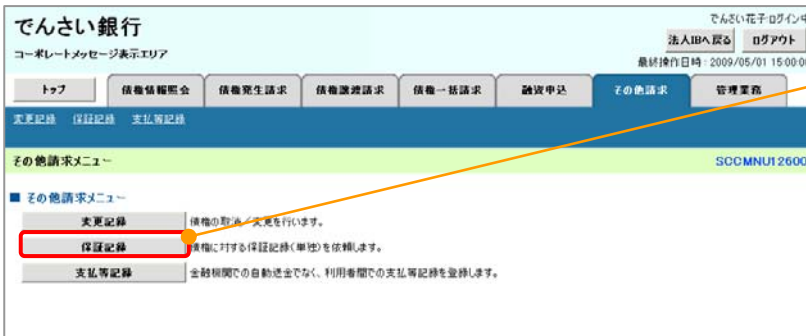 でんさい銀行
コーポレートメッセージ表示エリア
でんさい花子ログイン中
法人IBへ戻る ログアウト
最終操作日時：2009/05/01 15:00:00
トップ 債権情報照会 債権発生請求 債権譲渡請求 債権一括請求 融資申込 その他請求 管理業務
変更記録 保証記録 支払等記録
その他請求メニュー SCCMNU12600
■ その他請求メニュー
変更記録 債権の取消／変更を行います。
保証記録 債権に対する保証記録(単独)を依頼します。
支払等記録 金融機関での自動送金でなく、利用者間での支払等記録を登録します。